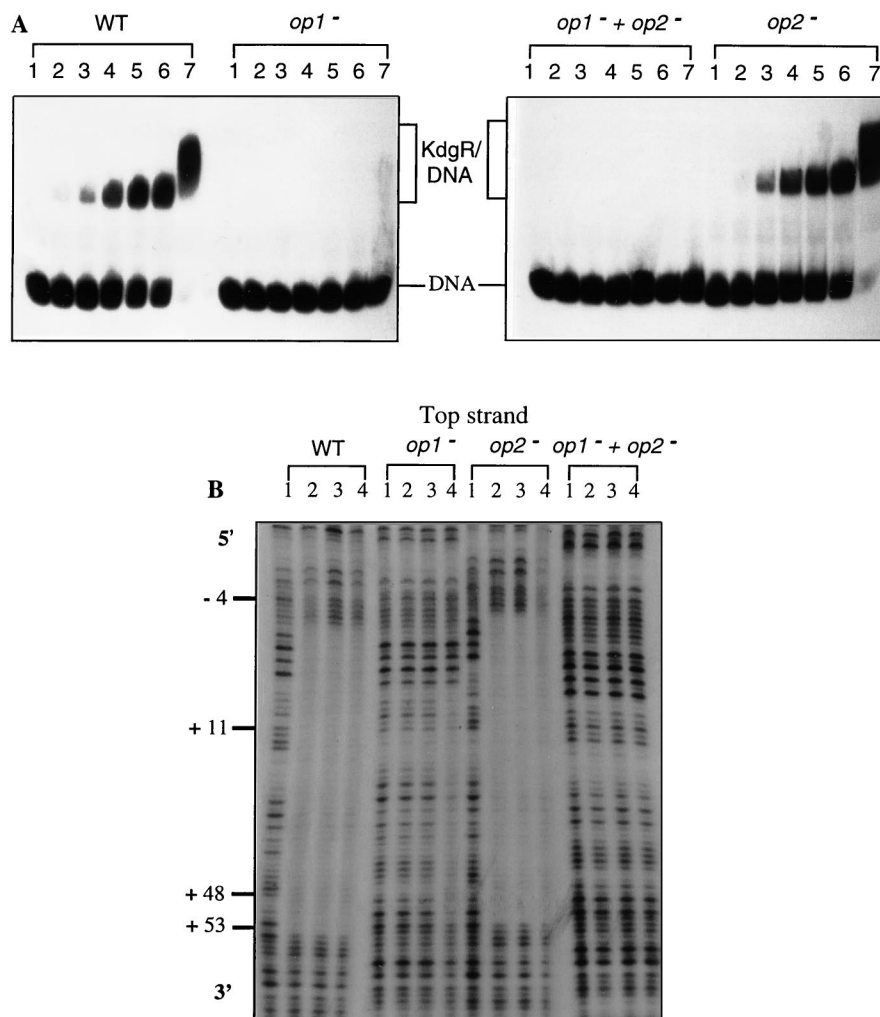 A WT op1 - op1 - + op2 - op2 -
1 2 3 4 5 6 7 1 2 3 4 5 6 7 1 2 3 4 5 6 7 1 2 3 4 5 6 7
KdgR/
DNA
DNA
Top strand
WT op1 - op2 - op1 - + op2 -
B 1 2 3 4 1 2 3 4 1 2 3 4 1 2 3 4
5'
- 4
+ 11
+ 48
+ 53
3'